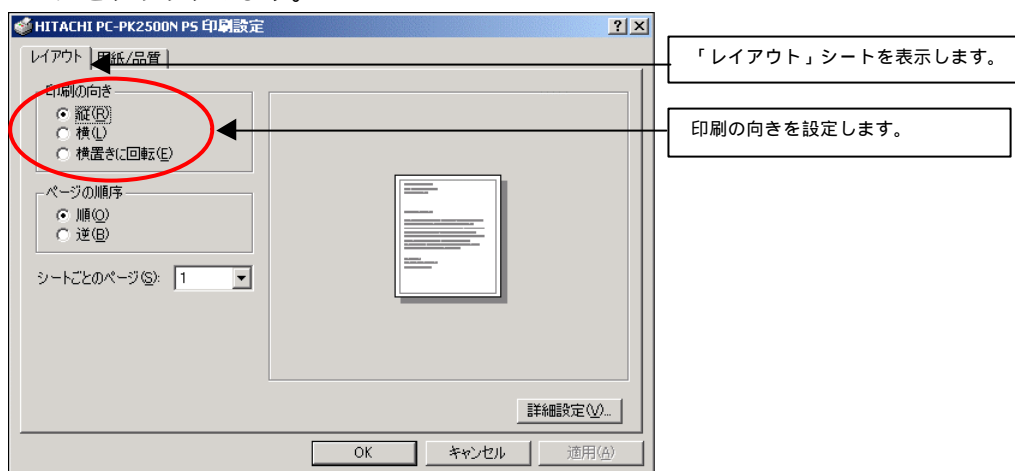 HITACHI PC-PK2500N PS 印刷設定
レイアウト 用紙/品質
「レイアウト」シートを表示します。
印刷の向き
縦(R)
横(L)
横置きに回転(E)
印刷の向きを設定します。
ページの順序
順(O)
逆(B)
シートごとのページ(S): 1
詳細設定(V)...
OK キャンセル 適用(A)